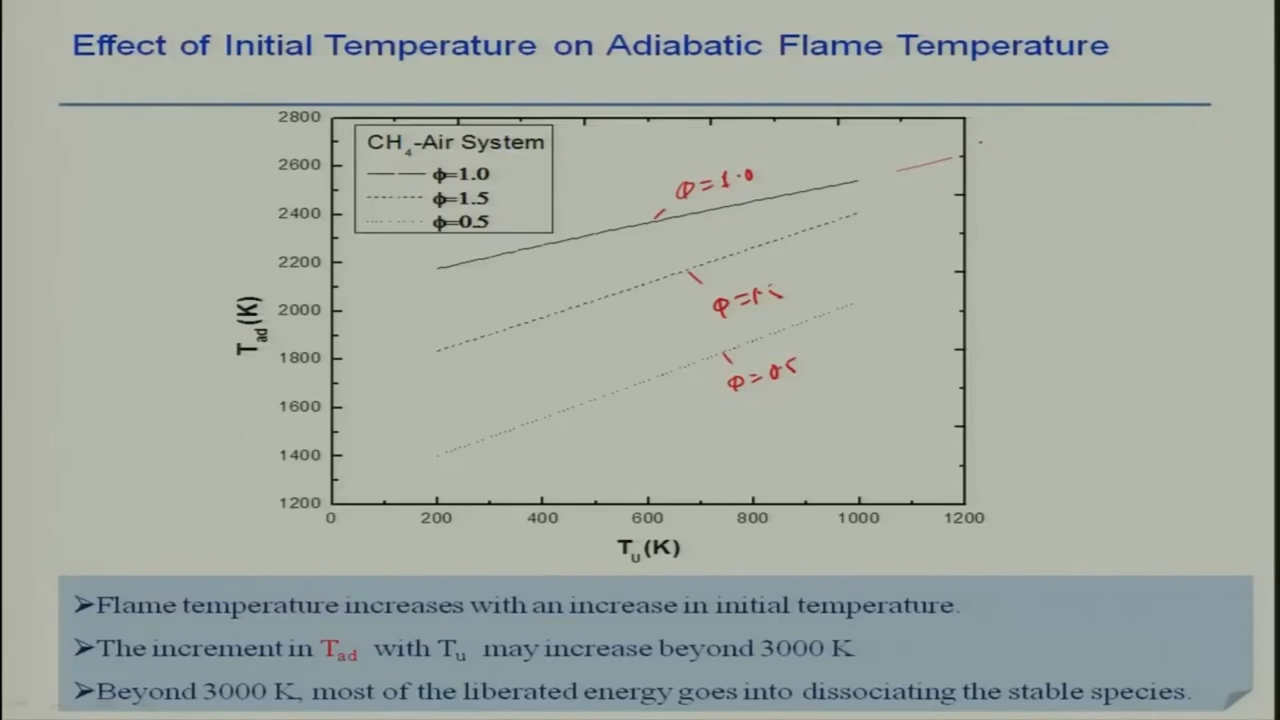 Effect of Initial Temperature on Adiabatic Flame Temperature
2800
2600
2400
2200
2000
1800
1600
1400
1200
CH4-Air System
ϕ=1.0
ϕ=1.5
ϕ=0.5
ϕ=1.0
ϕ=1.5
ϕ=0.5
Tad(K)
0 200 400 600 800 1000 1200
TU(K)
➢Flame temperature increases with an increase in initial temperature.
➢The increment in Tad with Tu may increase beyond 3000 K
➢Beyond 3000 K, most of the liberated energy goes into dissociating the stable species.